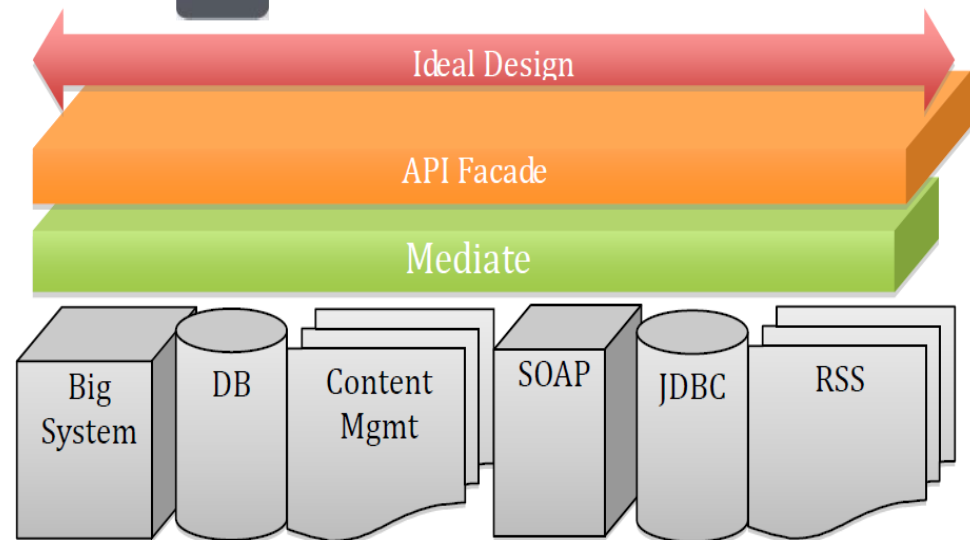 Ideal Design
API Facade
Mediate
Big
System
DB
Content
Mgmt
SOAP
JDBC
RSS